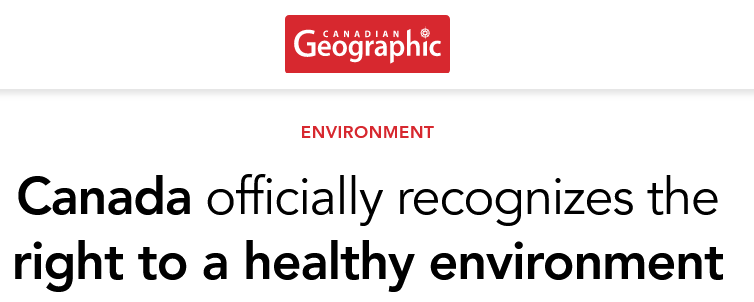 CANADIAN
Geographic
ENVIRONMENT
Canada officially recognizes the
right to a healthy environment